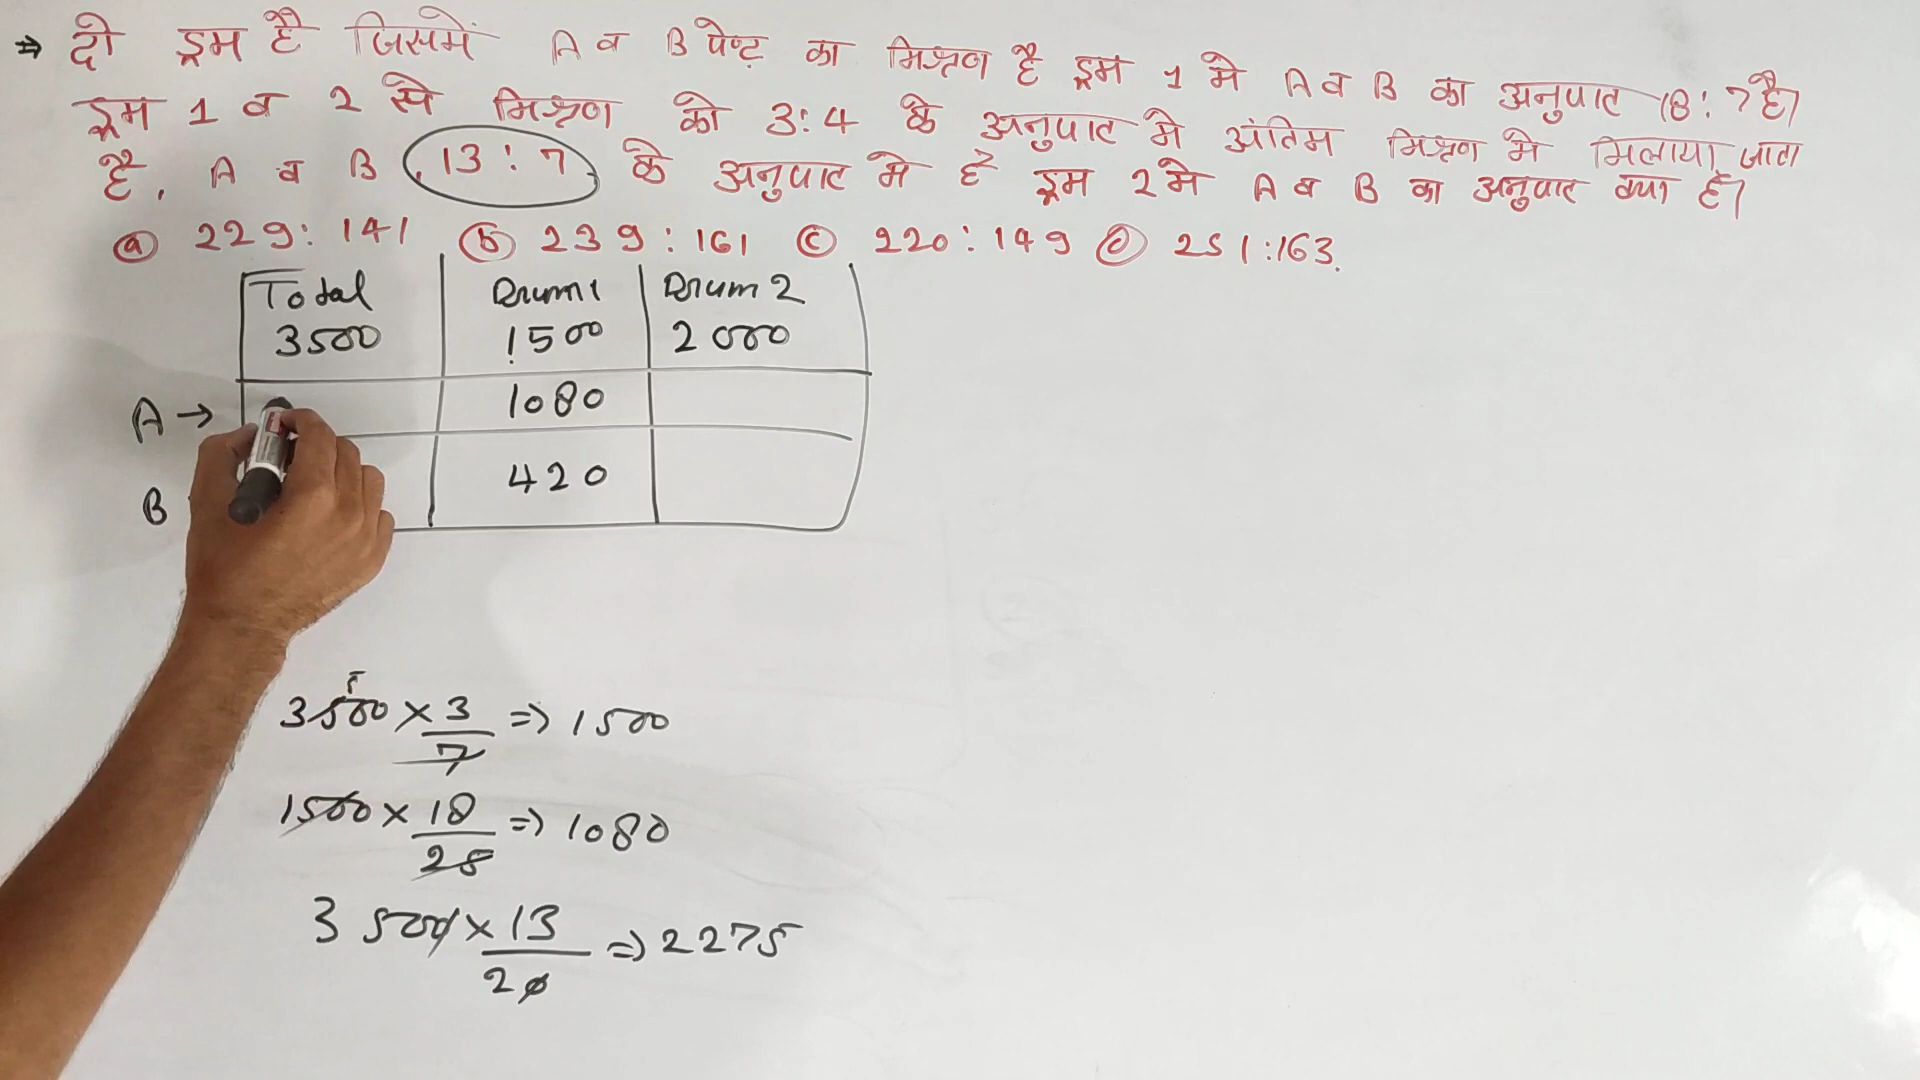 ⇒ दो ड्रम है जिसमें A व B पेण्ट का मिश्रण है ड्रम 1 मे A व B का अनुपात 18:7 है।
ड्रम 1 व 2 से मिश्रण को 3:4 के अनुपात मे अंतिम मिश्रण मे मिलाया जाता
है, A व B, 13:7 के अनुपात मे है ड्रम 2 मे A व B का अनुपात क्या है।
(a) 229:141 (b) 239:161 (c) 220:149 (d) 251:163.
Total Drum1 Drum 2
3500 1500 2000
A → 1080
B 420
5
3500 × 3/7 => 1500
1500 × 18/25 => 1080
3500 × 13/20 => 2275